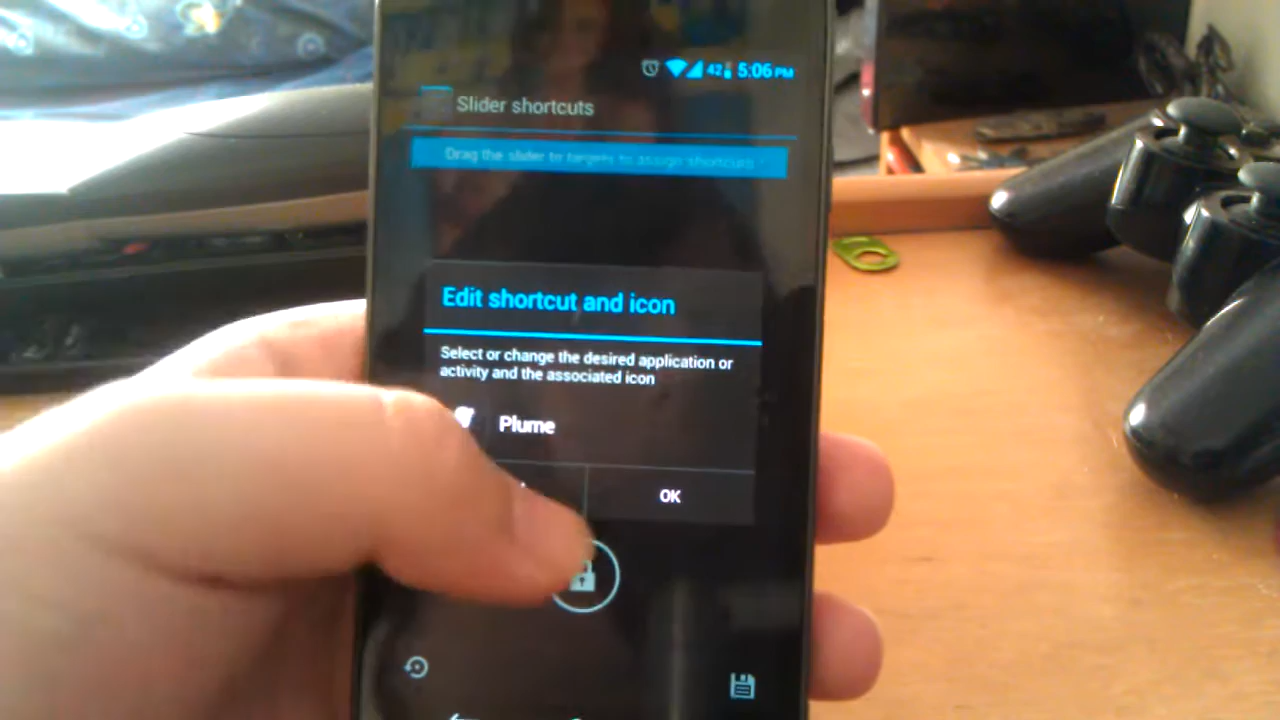 42 5:06 PM
Slider shortcuts
Drag the slider to targets to assign shortcuts
Edit shortcut and icon
Select or change the desired application or
activity and the associated icon
Plume
OK